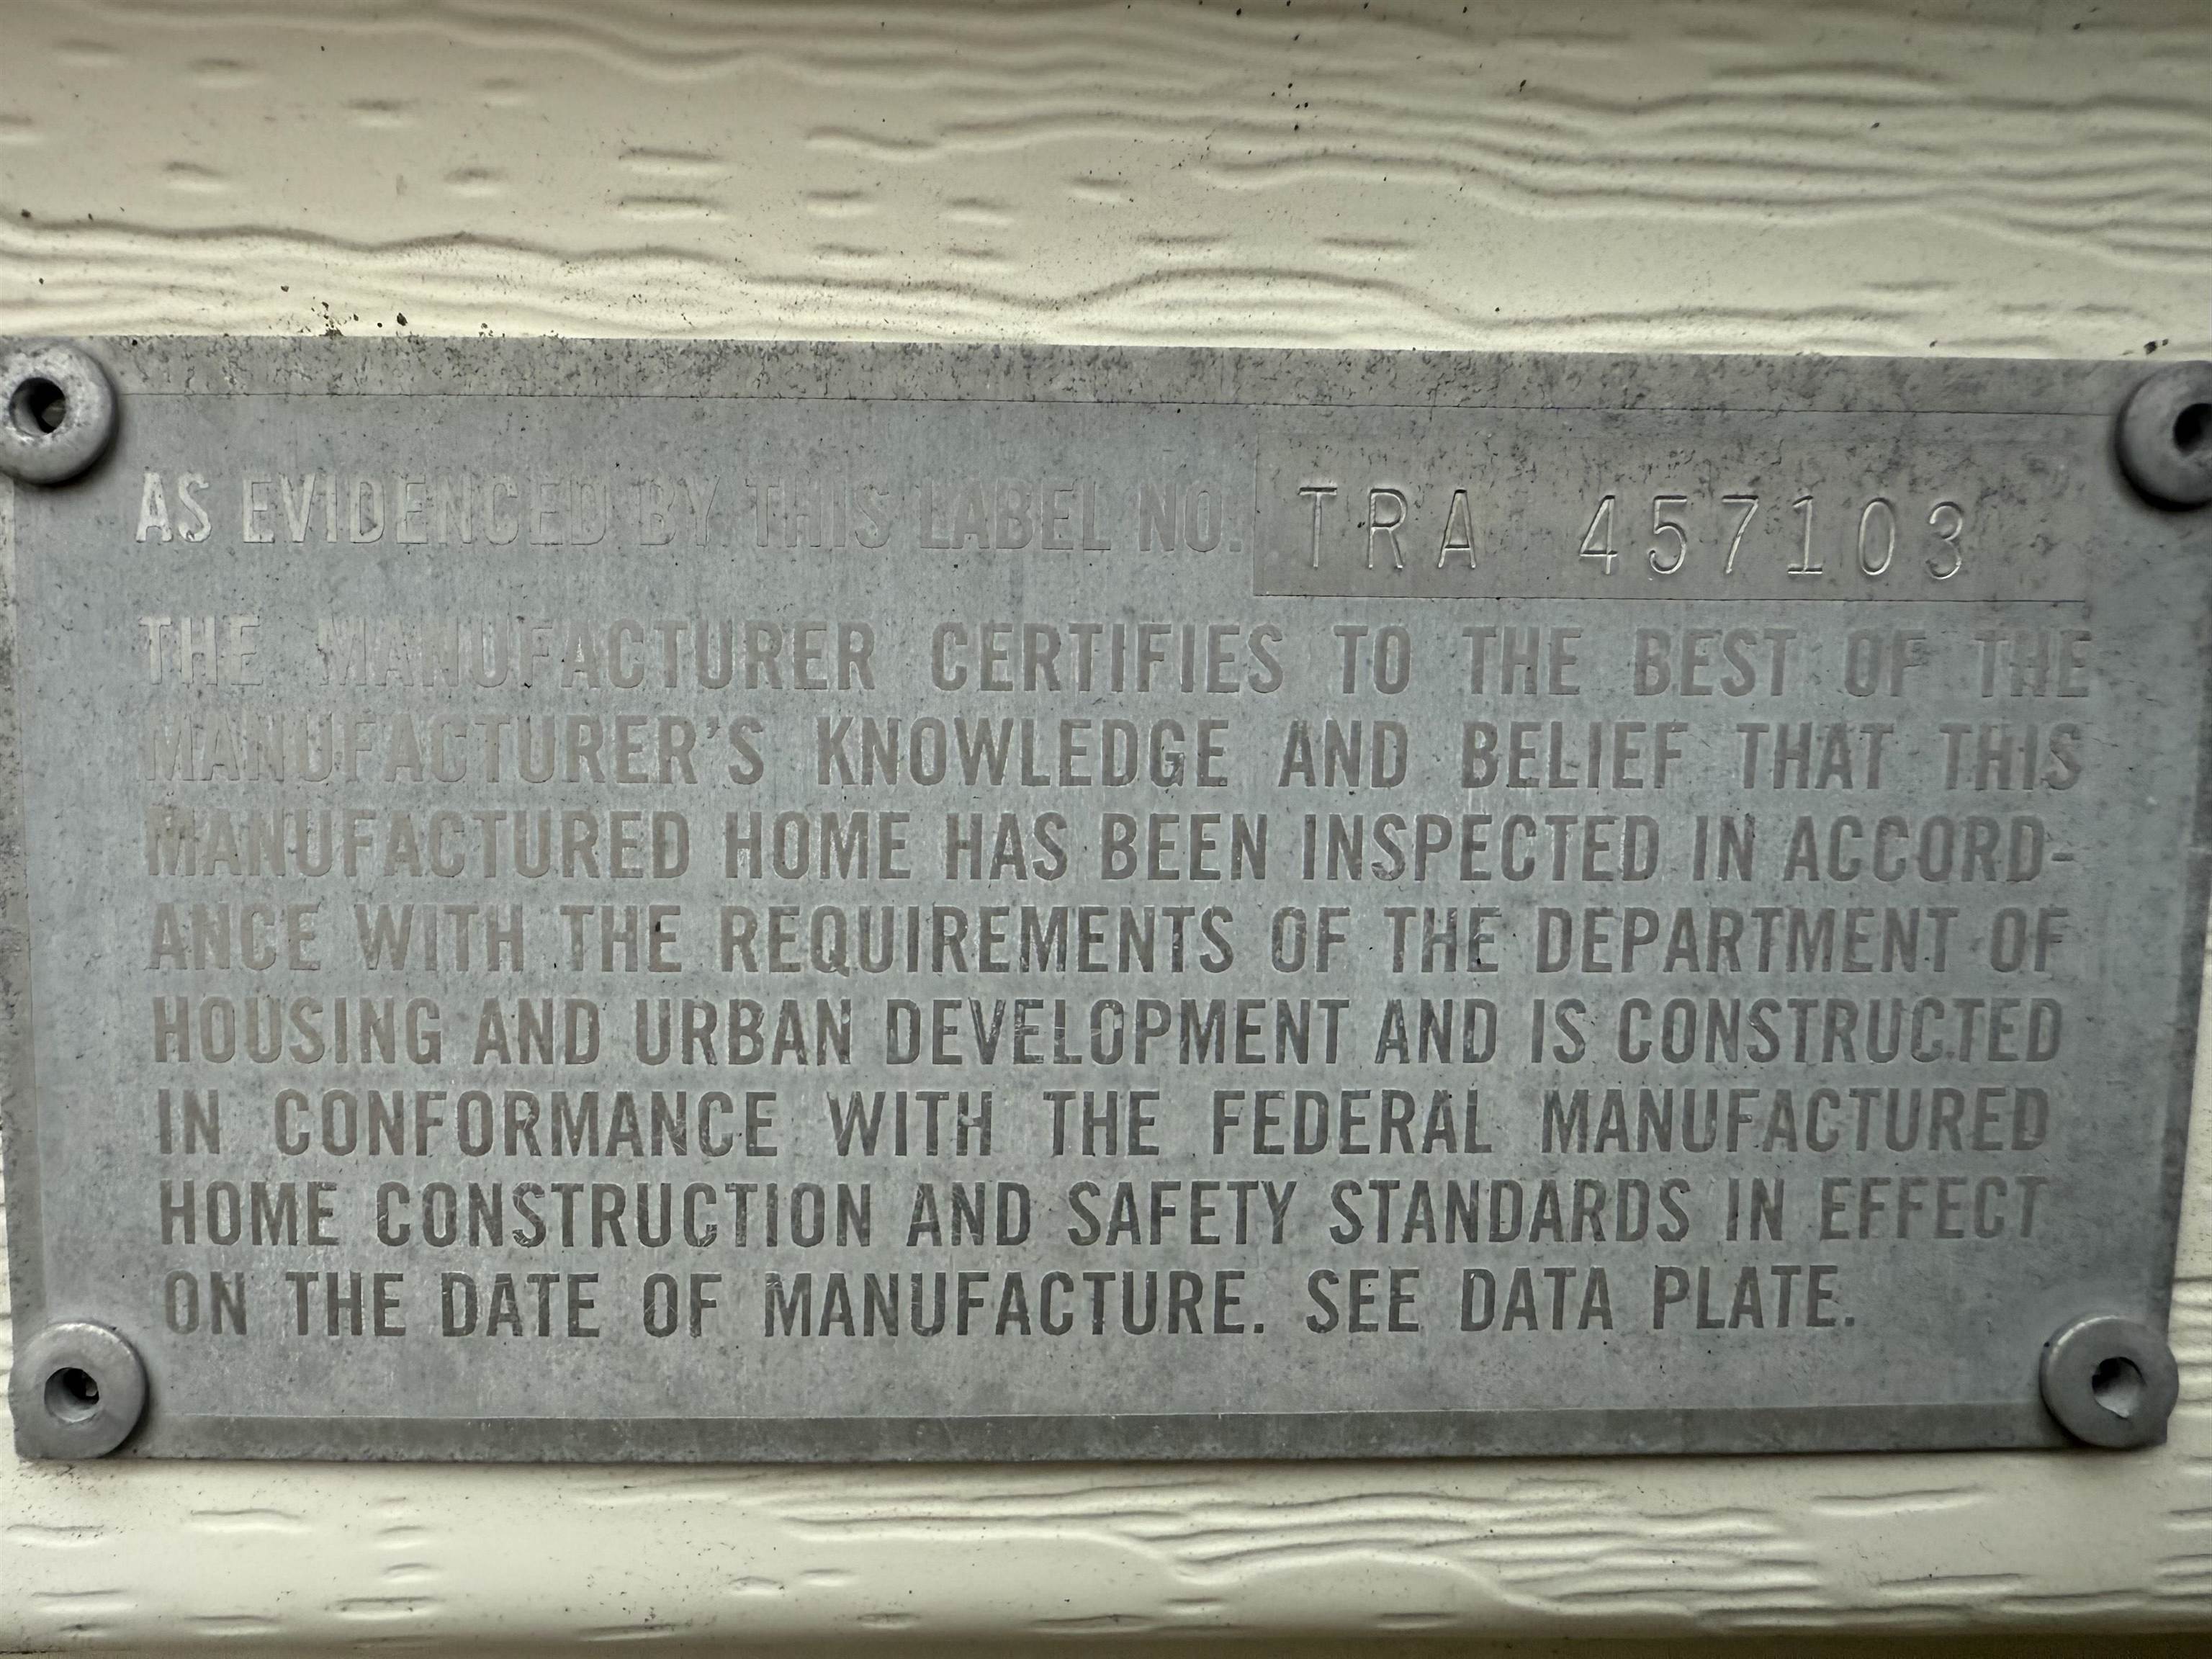 AS EVIDENCED BY THIS LABEL NO. TRA 457103
THE MANUFACTURER CERTIFIES TO THE BEST OF THE
MANUFACTURER'S KNOWLEDGE AND BELIEF THAT THIS
MANUFACTURED HOME HAS BEEN INSPECTED IN ACCORD-
ANCE WITH THE REQUIREMENTS OF THE DEPARTMENT OF
HOUSING AND URBAN DEVELOPMENT AND IS CONSTRUCTED
IN CONFORMANCE WITH THE FEDERAL MANUFACTURED
HOME CONSTRUCTION AND SAFETY STANDARDS IN EFFECT
ON THE DATE OF MANUFACTURE. SEE DATA PLATE.